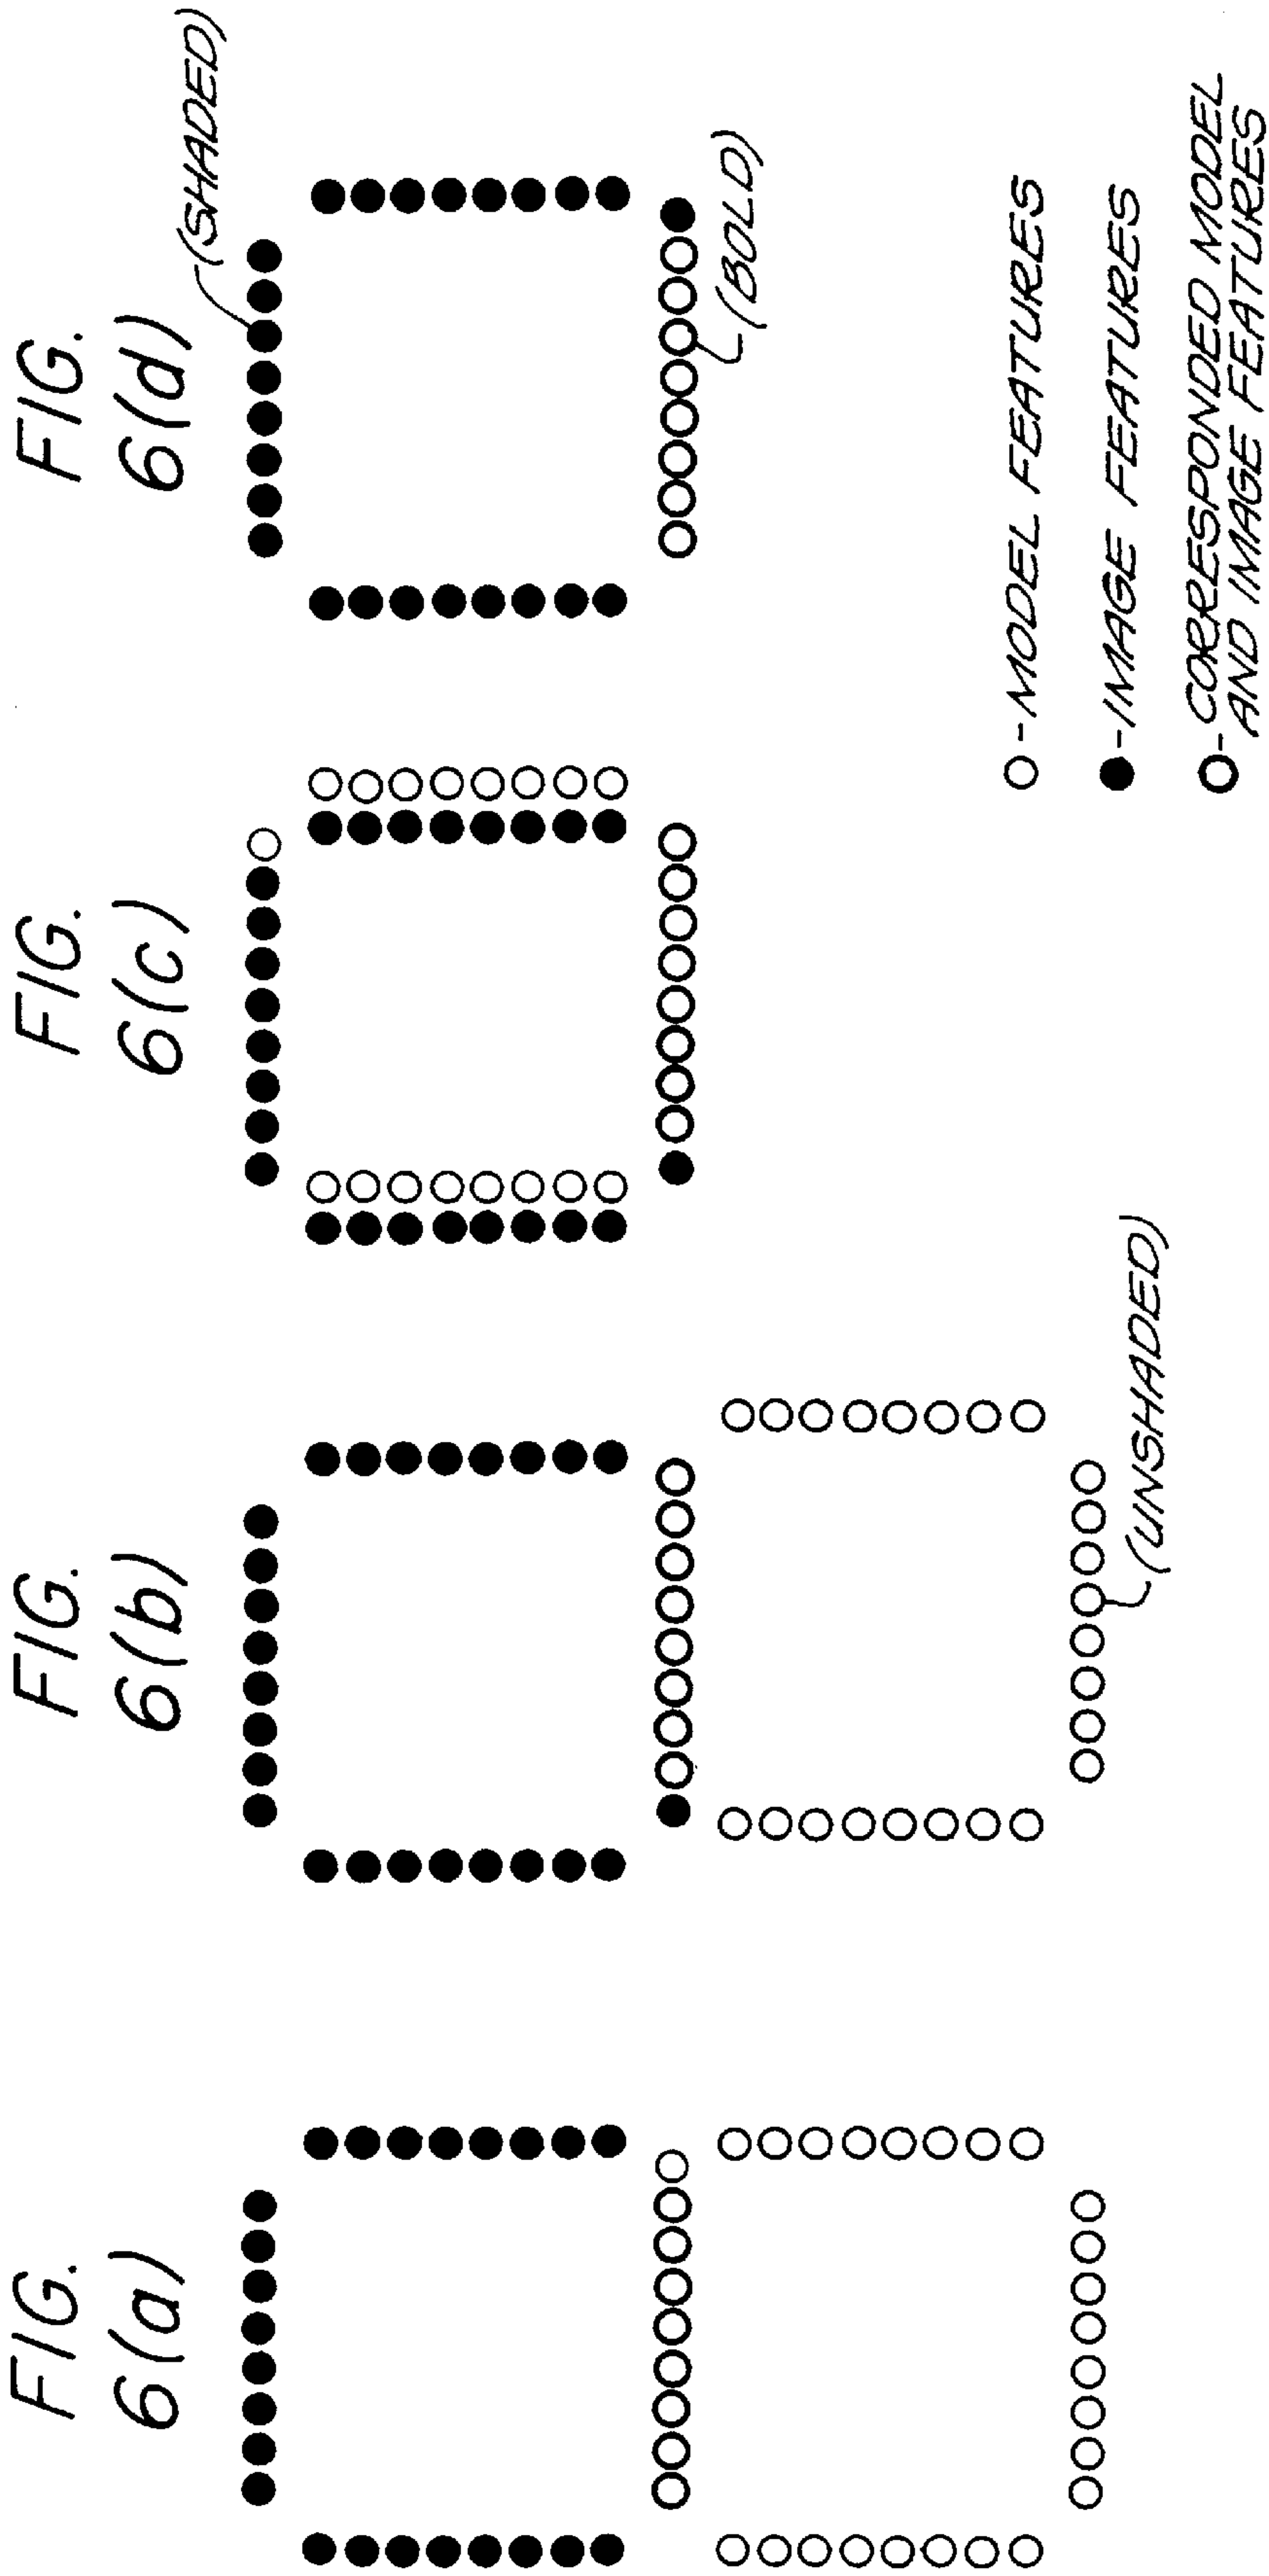 FIG.
6(a)
FIG.
6(b)
(UNSHADED)
FIG.
6(c)
FIG.
6(d)
(SHADED)
(BOLD)
-MODEL FEATURES
-IMAGE FEATURES
-CORRESPONDED MODEL
AND IMAGE FEATURES